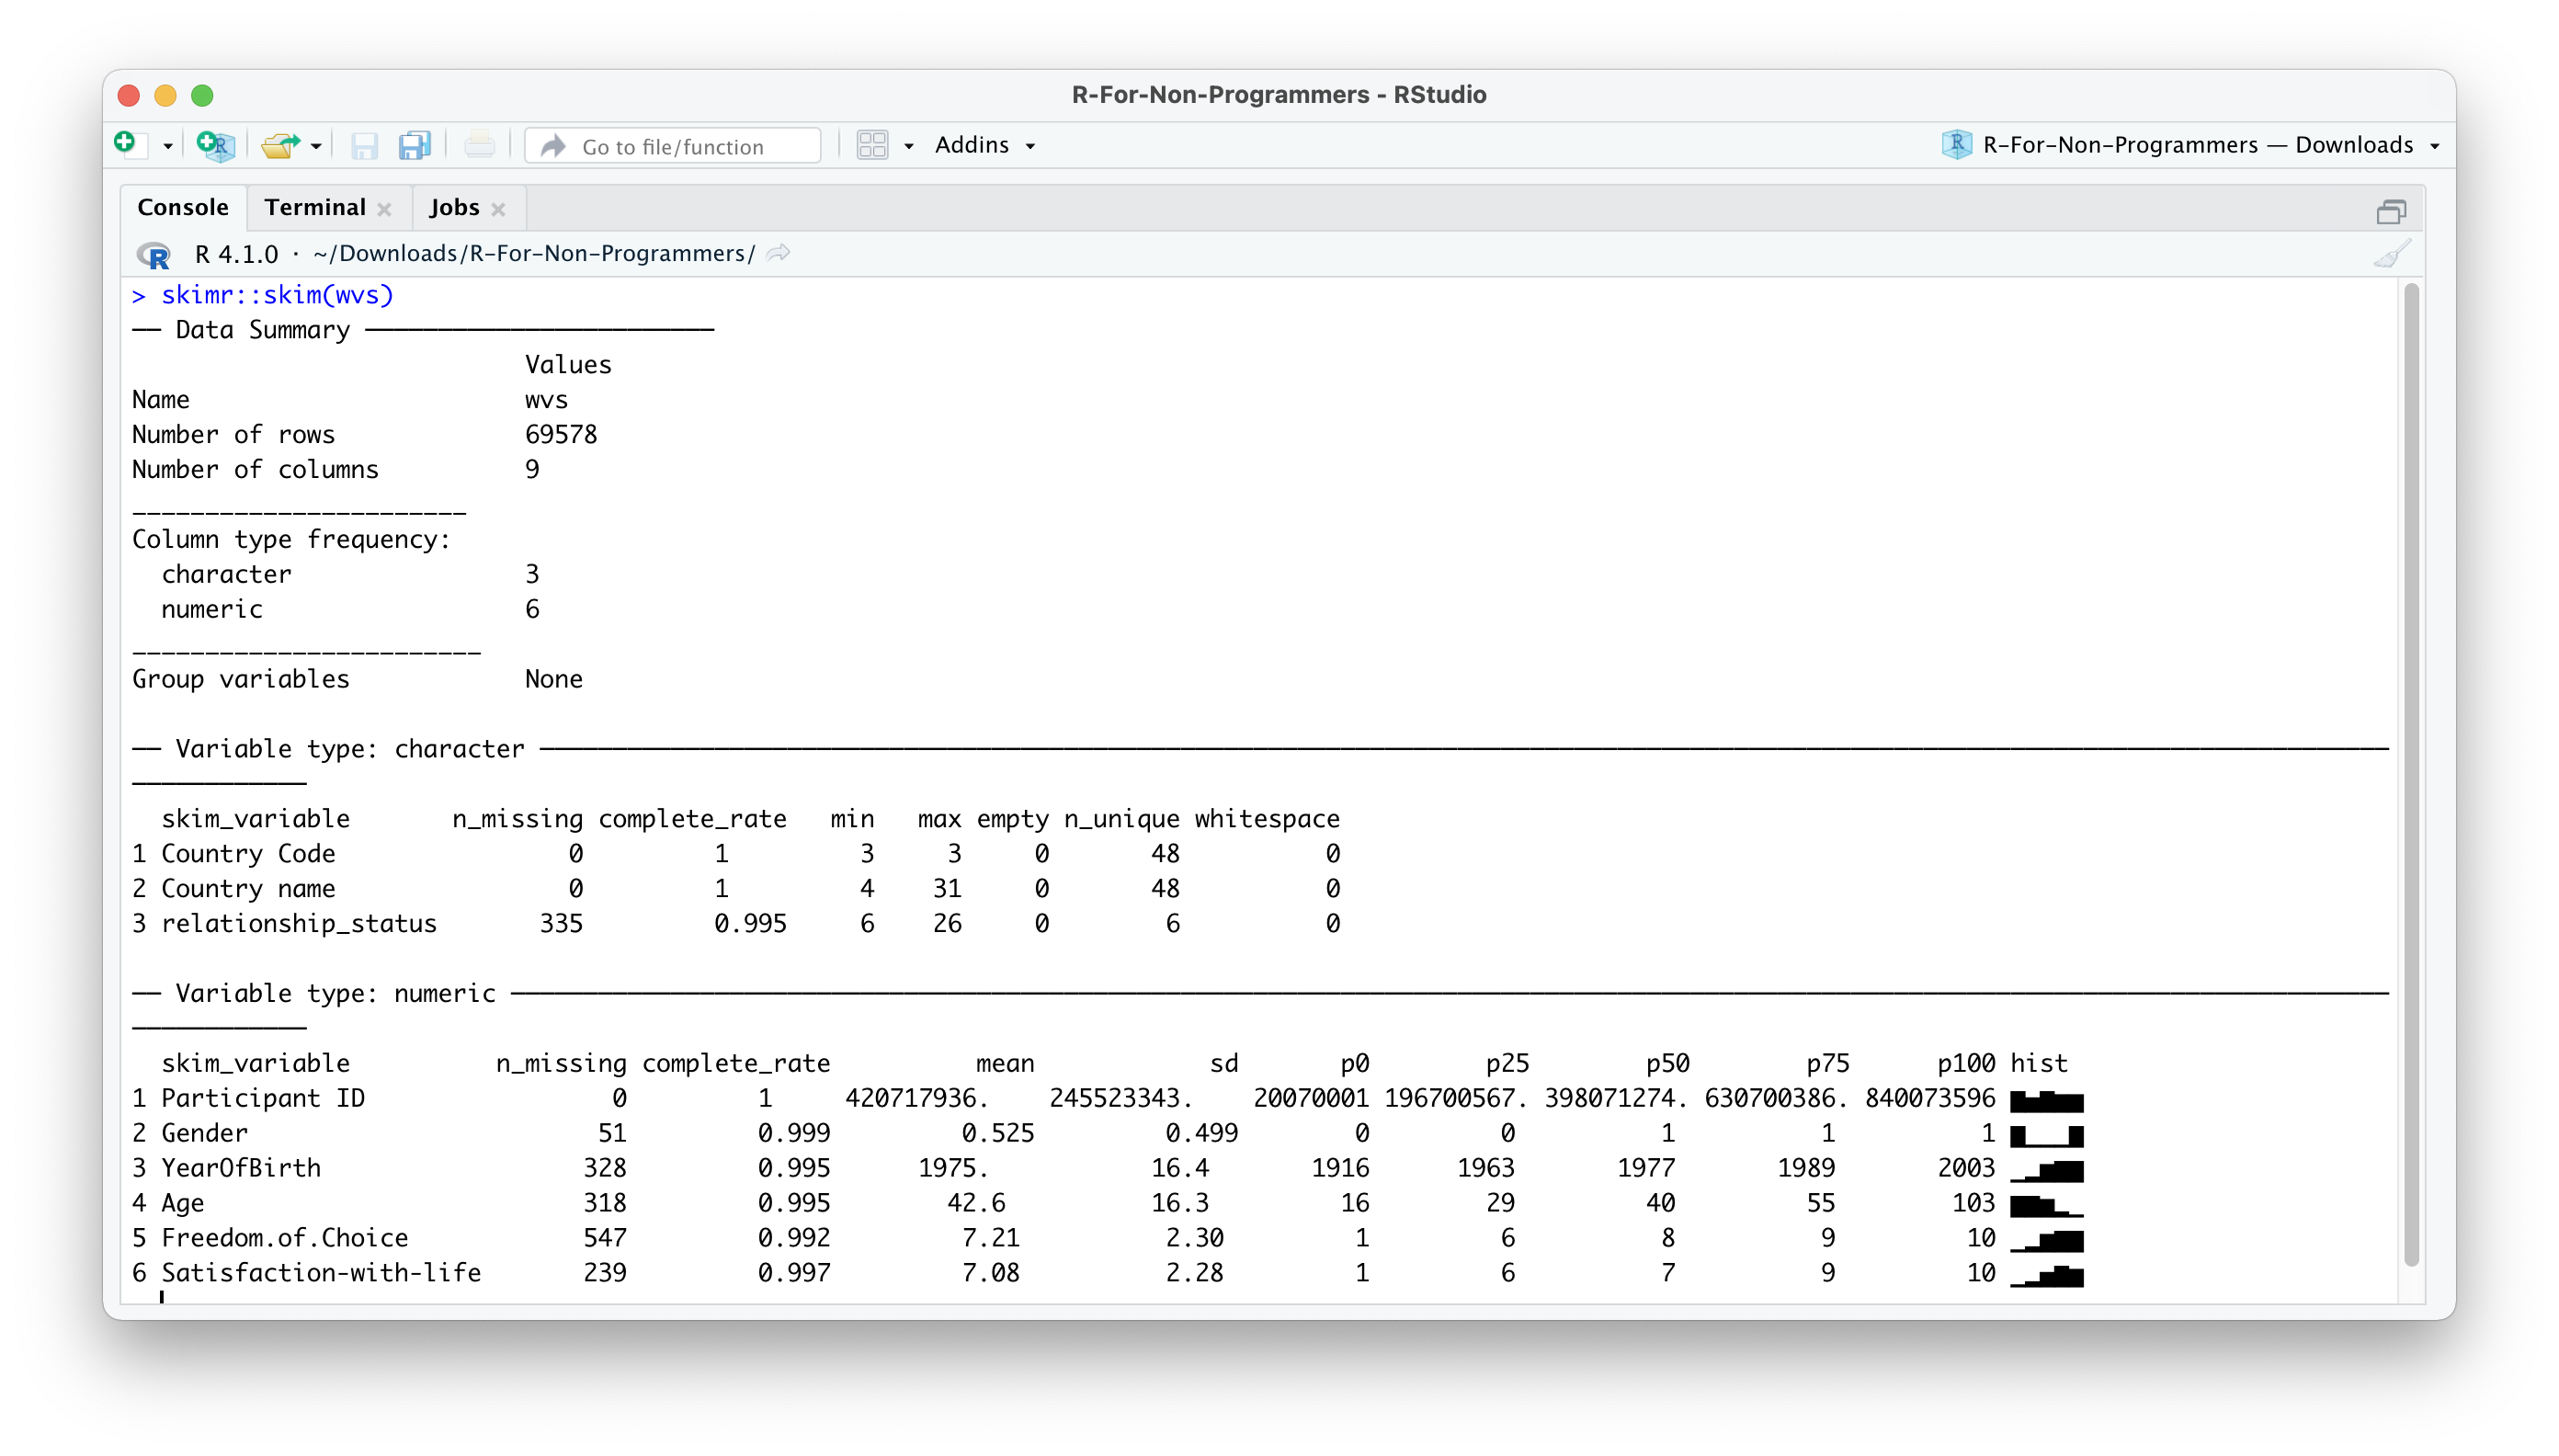 R-For-Non-Programmers - RStudio
Go to file/function Addins R-For-Non-Programmers — Downloads
Console Terminal Jobs
R 4.1.0 · ~/Downloads/R-For-Non-Programmers/
> skimr::skim(wvs)
── Data Summary ────────────────────────
Values
Name wvs
Number of rows 69578
Number of columns 9
_______________________
Column type frequency:
character 3
numeric 6
________________________
Group variables None
── Variable type: character ────────────────────────
────────────
skim_variable n_missing complete_rate min max empty n_unique whitespace
1 Country Code 0 1 3 3 0 48 0
2 Country name 0 1 4 31 0 48 0
3 relationship_status 335 0.995 6 26 0 6 0
── Variable type: numeric ────────────────────────
────────────
skim_variable n_missing complete_rate mean sd p0 p25 p50 p75 p100 hist
1 Participant ID 0 1 420717936. 245523343. 20070001 196700567. 398071274. 630700386. 840073596
2 Gender 51 0.999 0.525 0.499 0 0 1 1 1
3 YearOfBirth 328 0.995 1975. 16.4 1916 1963 1977 1989 2003
4 Age 318 0.995 42.6 16.3 16 29 40 55 103
5 Freedom.of.Choice 547 0.992 7.21 2.30 1 6 8 9 10
6 Satisfaction-with-life 239 0.997 7.08 2.28 1 6 7 9 10